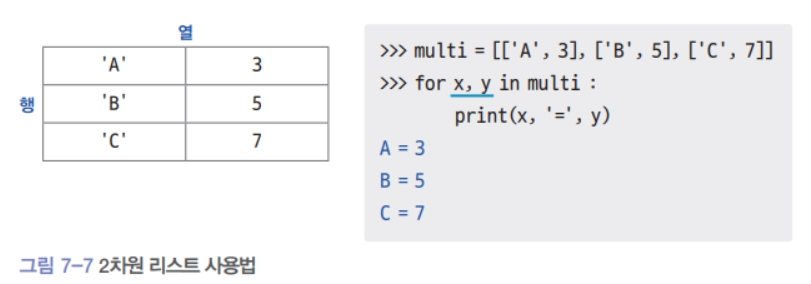 열
행
'A' 3
'B' 5
'C' 7
>>> multi = [['A', 3], ['B', 5], ['C', 7]]
>>> for x, y in multi :
print(x, '=', y)
A = 3
B = 5
C = 7
그림 7-7 2차원 리스트 사용법